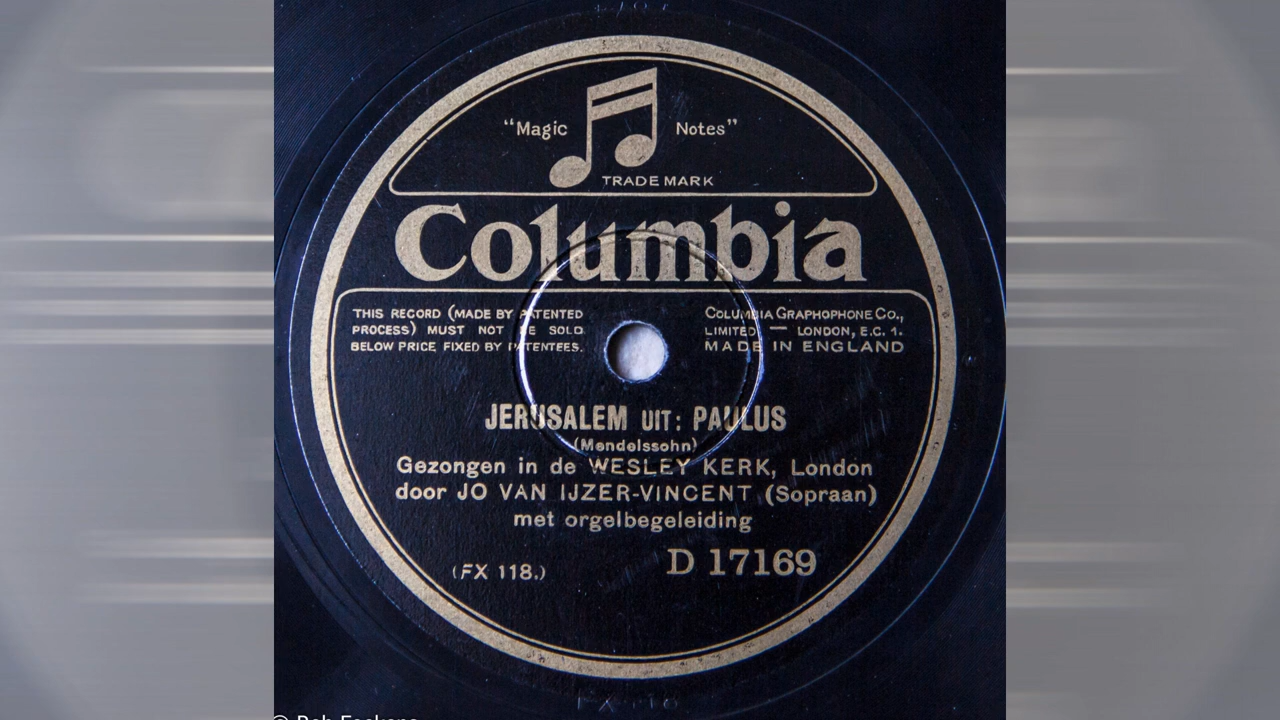 “Magic Notes”
TRADE MARK
Columbia
THIS RECORD (MADE BY PATENTED
PROCESS) MUST NOT BE SOLD
BELOW PRICE FIXED BY PATENTEES.
COLUMBIA GRAPHOPHONE CO.,
LIMITED — LONDON, E.C. 1.
MADE IN ENGLAND
JERUSALEM UIT: PAULUS
(Mendelssohn)
Gezongen in de WESLEY KERK, London
door JO VAN IJZER-VINCENT (Sopraan)
met orgelbegeleiding
(FX 118.)
D 17169